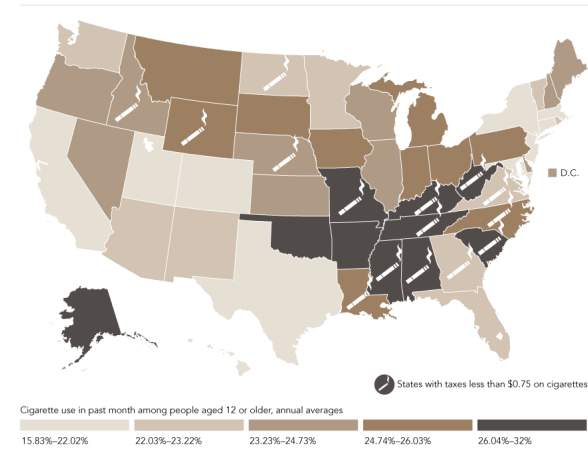 D.C.
States with taxes less than $0.75 on cigarettes
Cigarette use in past month among people aged 12 or older, annual averages
15.83%–22.02% 22.03%–23.22% 23.23%–24.73% 24.74%–26.03% 26.04%–32%